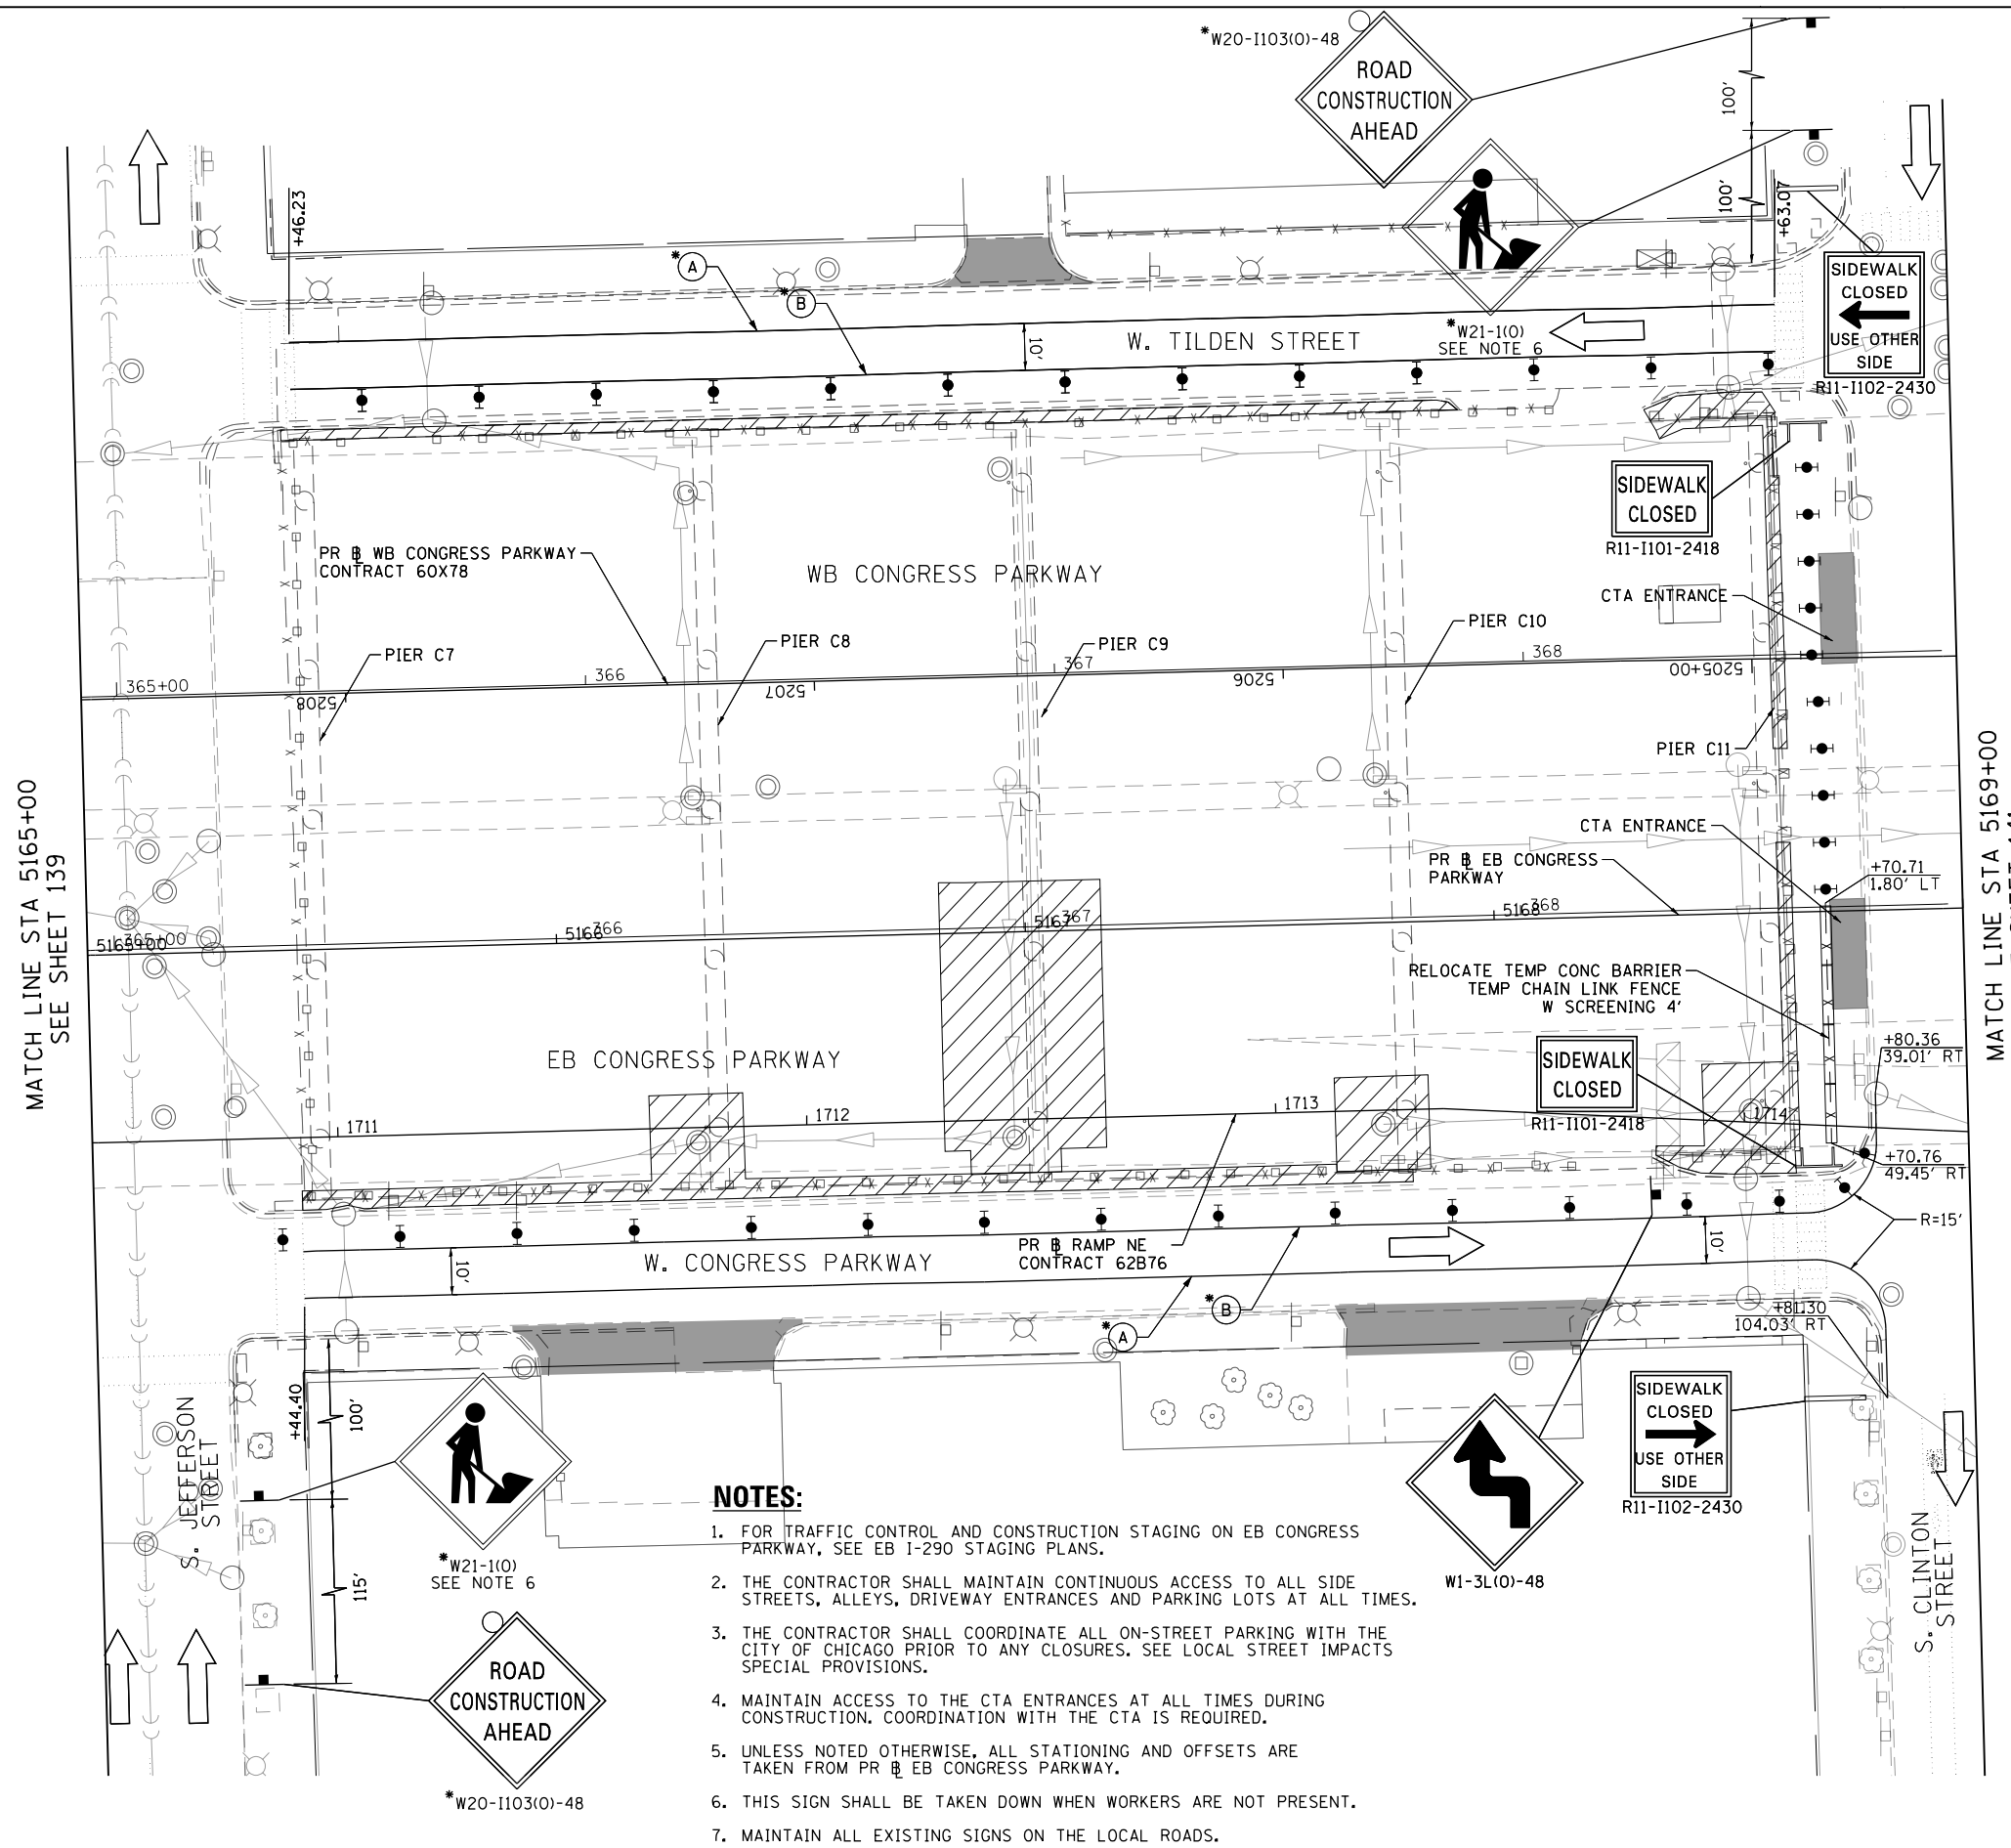 *W20-I103(O)-48
ROAD
CONSTRUCTION
AHEAD
100'
100'
+46.23
+63.07
*A
*B
W. TILDEN STREET
10'
*W21-1(O)
SEE NOTE 6
SIDEWALK
CLOSED
USE OTHER
SIDE
R11-I102-2430
SIDEWALK
CLOSED
R11-I101-2418
PR BL WB CONGRESS PARKWAY
CONTRACT 60X78
WB CONGRESS PARKWAY
CTA ENTRANCE
PIER C7
PIER C8
PIER C9
PIER C10
365+00
366
367
368
5208
5207
5206
5205+00
PIER C11
MATCH LINE STA 5165+00
SEE SHEET 139
MATCH LINE STA 5169+00
CTA ENTRANCE
PR BL EB CONGRESS
PARKWAY
+70.71
1.80' LT
5165+00
365+00
5166
366
5167
367
5168
368
RELOCATE TEMP CONC BARRIER
TEMP CHAIN LINK FENCE
W SCREENING 4'
EB CONGRESS PARKWAY
SIDEWALK
CLOSED
R11-I101-2418
+80.36
39.01' RT
1711
1712
1713
1714
+70.76
49.45' RT
R=15'
10'
W. CONGRESS PARKWAY
PR BL RAMP NE
CONTRACT 62B76
10'
*B
*A
+81.30
104.03' RT
+44.40
100'
115'
S. JEFFERSON
STREET
*W21-1(O)
SEE NOTE 6
ROAD
CONSTRUCTION
AHEAD
*W20-I103(O)-48
SIDEWALK
CLOSED
USE OTHER
SIDE
R11-I102-2430
W1-3L(O)-48
S. CLINTON
STREET
NOTES:
1. FOR TRAFFIC CONTROL AND CONSTRUCTION STAGING ON EB CONGRESS
PARKWAY, SEE EB I-290 STAGING PLANS.
2. THE CONTRACTOR SHALL MAINTAIN CONTINUOUS ACCESS TO ALL SIDE
STREETS, ALLEYS, DRIVEWAY ENTRANCES AND PARKING LOTS AT ALL TIMES.
3. THE CONTRACTOR SHALL COORDINATE ALL ON-STREET PARKING WITH THE
CITY OF CHICAGO PRIOR TO ANY CLOSURES. SEE LOCAL STREET IMPACTS
SPECIAL PROVISIONS.
4. MAINTAIN ACCESS TO THE CTA ENTRANCES AT ALL TIMES DURING
CONSTRUCTION. COORDINATION WITH THE CTA IS REQUIRED.
5. UNLESS NOTED OTHERWISE, ALL STATIONING AND OFFSETS ARE
TAKEN FROM PR BL EB CONGRESS PARKWAY.
6. THIS SIGN SHALL BE TAKEN DOWN WHEN WORKERS ARE NOT PRESENT.
7. MAINTAIN ALL EXISTING SIGNS ON THE LOCAL ROADS.